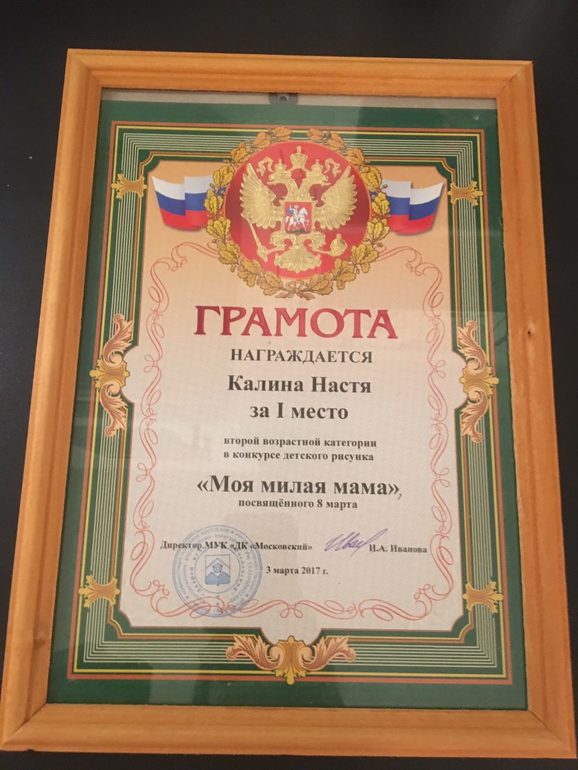 ГРАМОТА
НАГРАЖДАЕТСЯ
Калина Настя
за I место
второй возрастной категории
в конкурсе детского рисунка
«Моя милая мама»,
посвящённого 8 марта
Директор МУК «ДК «Московский» И.А. Иванова
3 марта 2017 г.